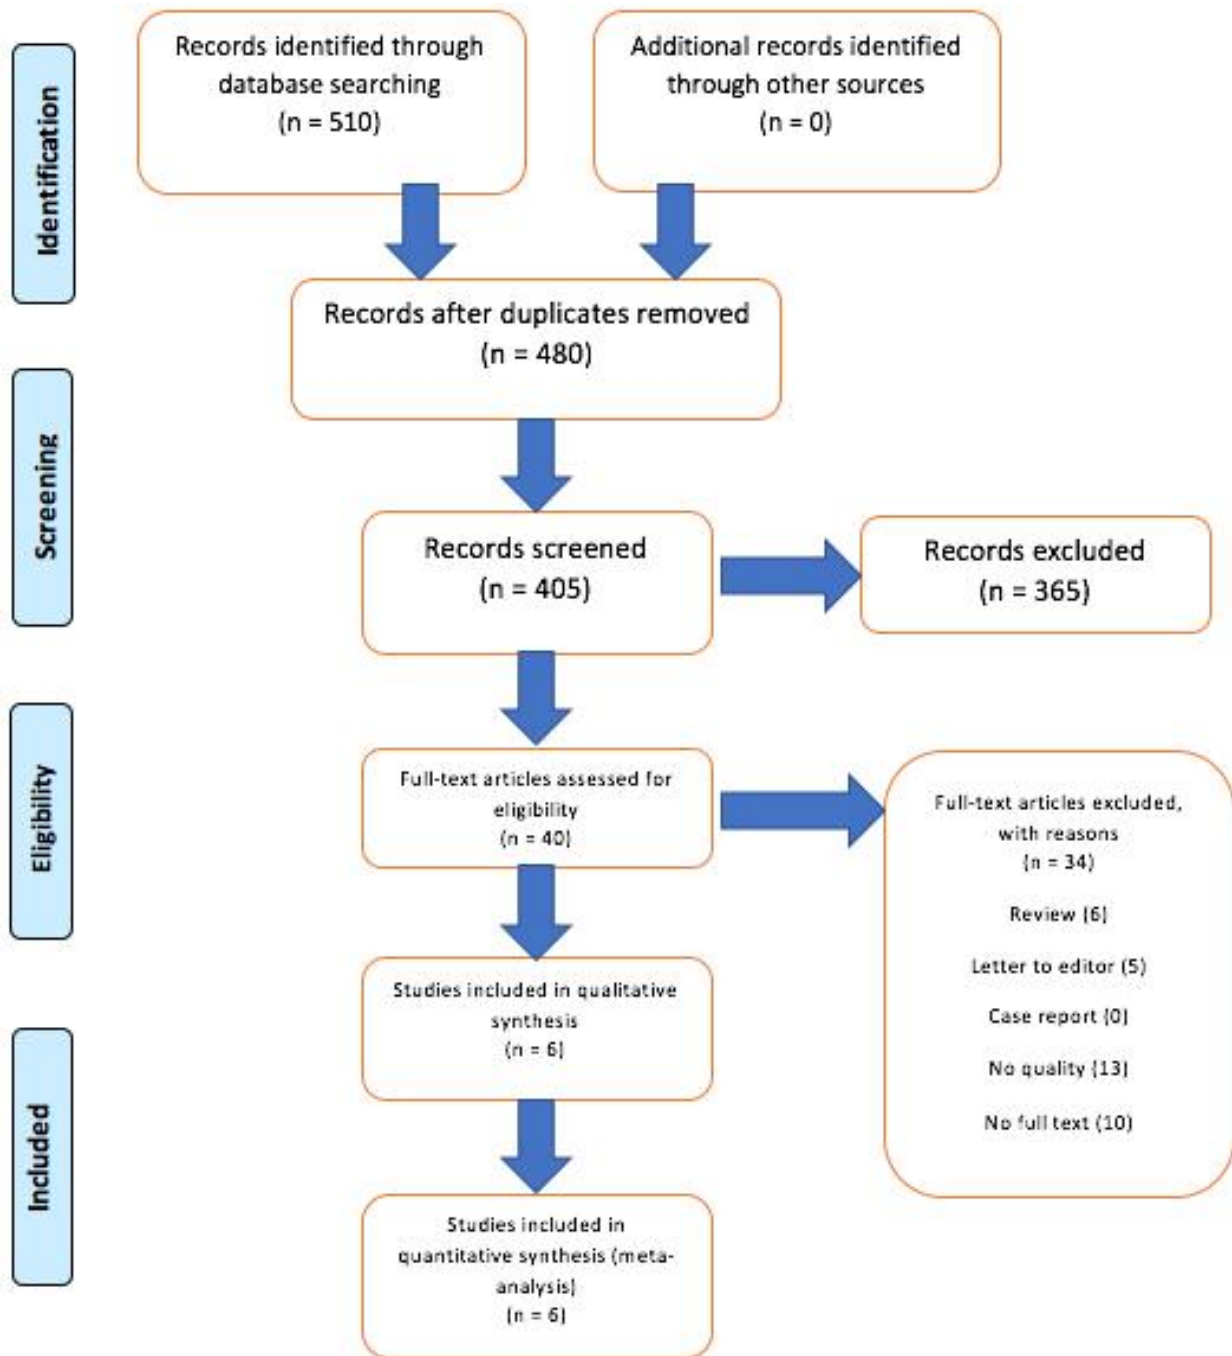 Identification
Records identified through
database searching
(n = 510)
Additional records identified
through other sources
(n = 0)
Records after duplicates removed
(n = 480)
Screening
Records screened
(n = 405)
Records excluded
(n = 365)
Eligibility
Full-text articles assessed for
eligibility
(n = 40)
Full-text articles excluded,
with reasons
(n = 34)
Review (6)
Letter to editor (5)
Case report (0)
No quality (13)
No full text (10)
Included
Studies included in qualitative
synthesis
(n = 6)
Studies included in
quantitative synthesis (meta-
analysis)
(n = 6)